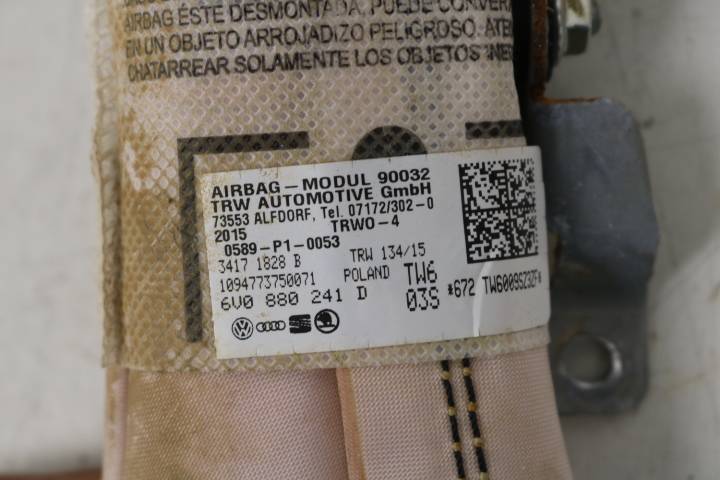 AIRBAG ÉSTE DESMONTADA. PUEDE CONVER
EN UN OBJETO ARROJADIZO PELIGROSO. ATE
CHATARREAR SOLAMENTE LOS OBJETOS INE
AIRBAG-MODUL 90032
TRW AUTOMOTIVE GmbH
73553 ALFDORF, Tel. 07172/302-0
2015 TRWO-4
0589-P1-0053
3417 1828 B TRW 134/15
1094773750071 POLAND TW6
6V0 880 241 D 03S *672 TW6009S23ZF*